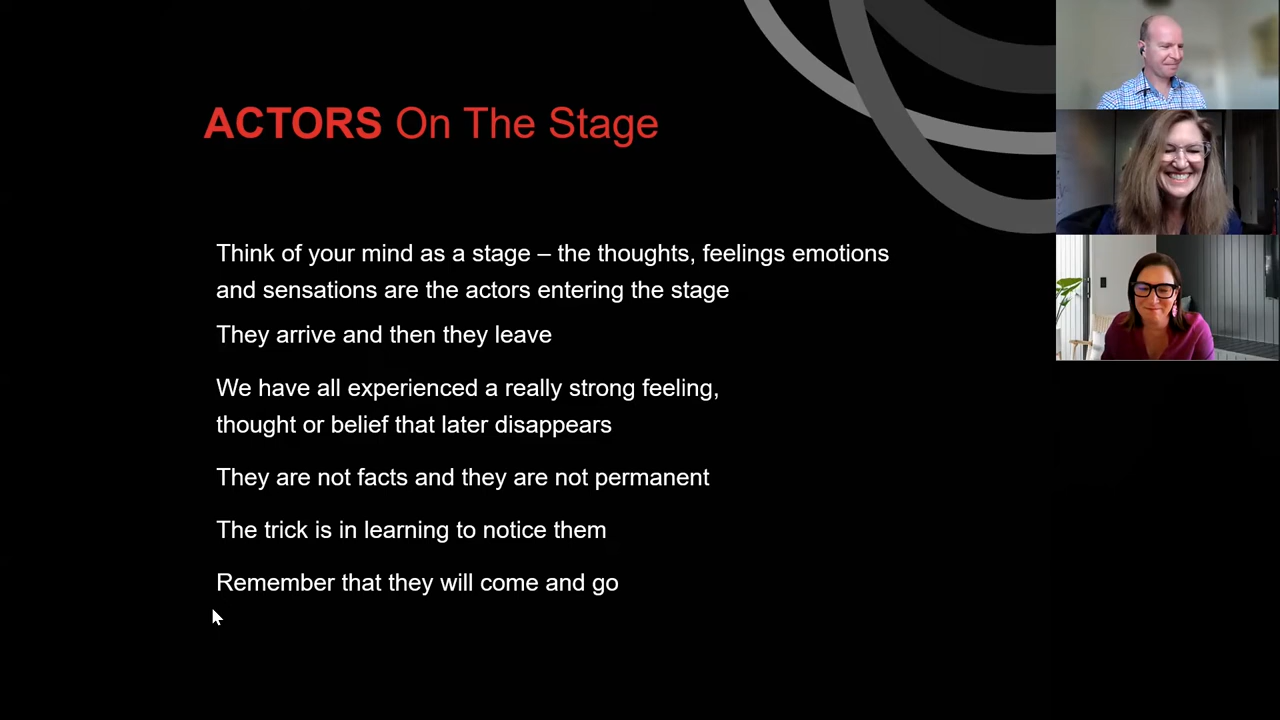 ACTORS On The Stage
Think of your mind as a stage – the thoughts, feelings emotions
and sensations are the actors entering the stage
They arrive and then they leave
We have all experienced a really strong feeling,
thought or belief that later disappears
They are not facts and they are not permanent
The trick is in learning to notice them
Remember that they will come and go